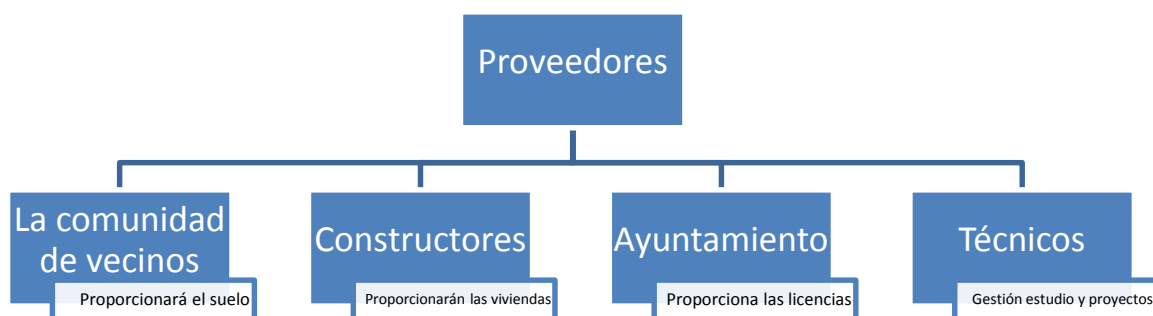 Proveedores
La comunidad
de vecinos
Proporcionará el suelo
Constructores
Proporcionarán las viviendas
Ayuntamiento
Proporciona las licencias
Técnicos
Gestión estudio y proyectos